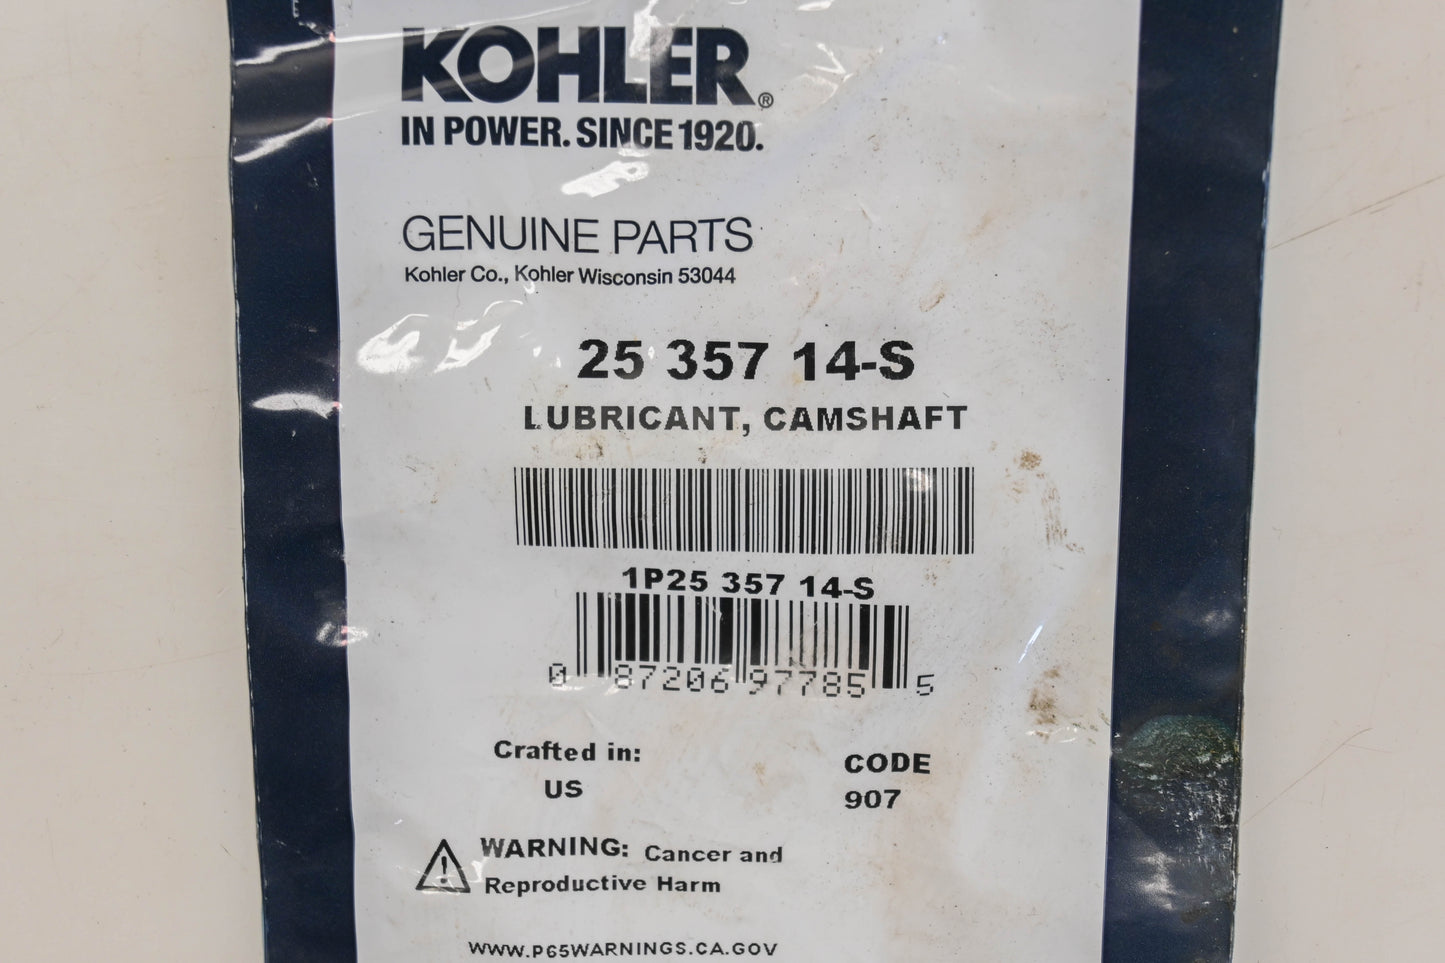 KOHLER®
IN POWER. SINCE 1920.
GENUINE PARTS
Kohler Co., Kohler Wisconsin 53044
25 357 14-S
LUBRICANT, CAMSHAFT
1P25 357 14-S
0 87206 97785 5
Crafted in:
US
CODE
907
WARNING: Cancer and
Reproductive Harm
WWW.P65WARNINGS.CA.GOV